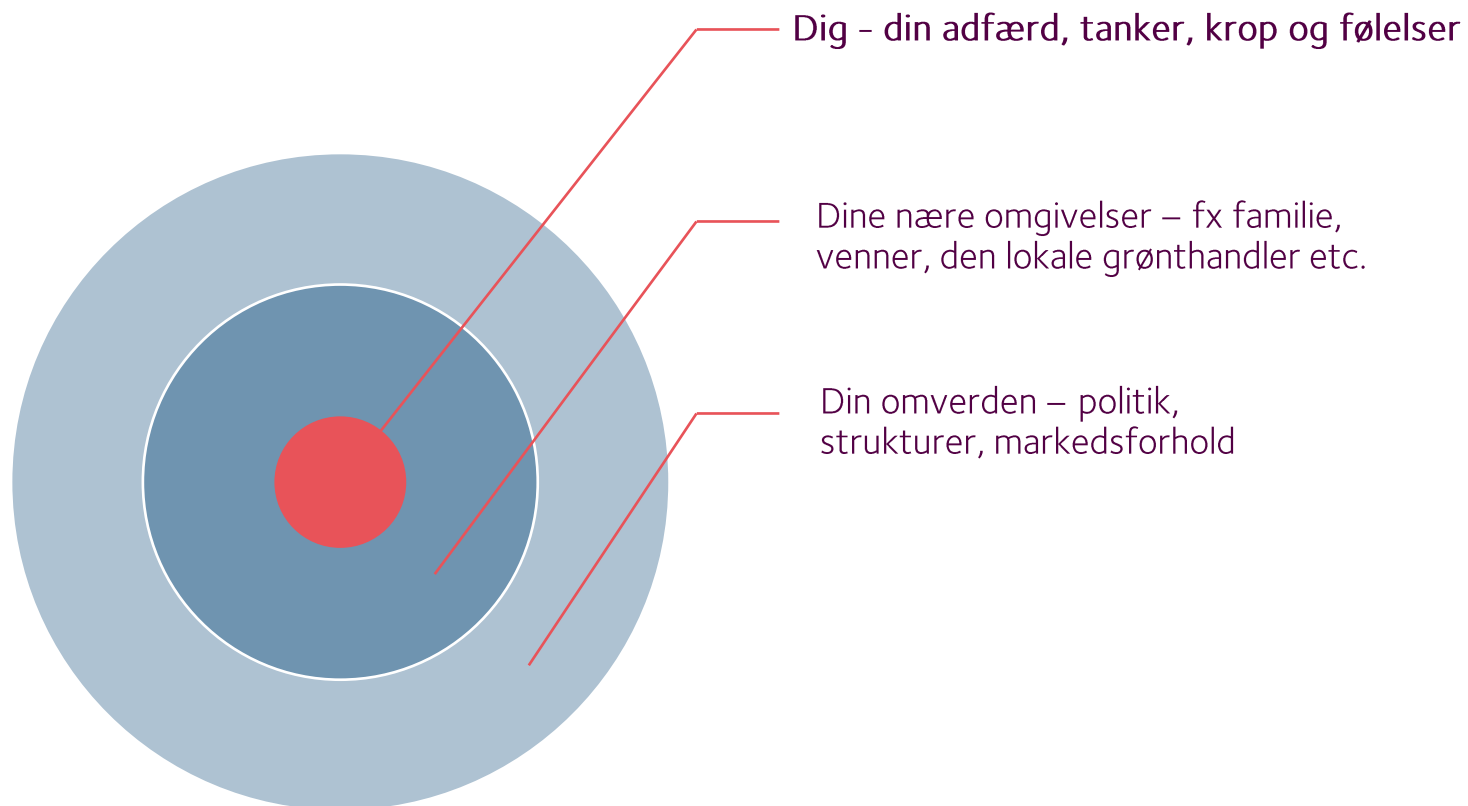 Dig - din adfærd, tanker, krop og følelser
Dine nære omgivelser – fx familie,
venner, den lokale grønthandler etc.
Din omverden – politik,
strukturer, markedsforhold